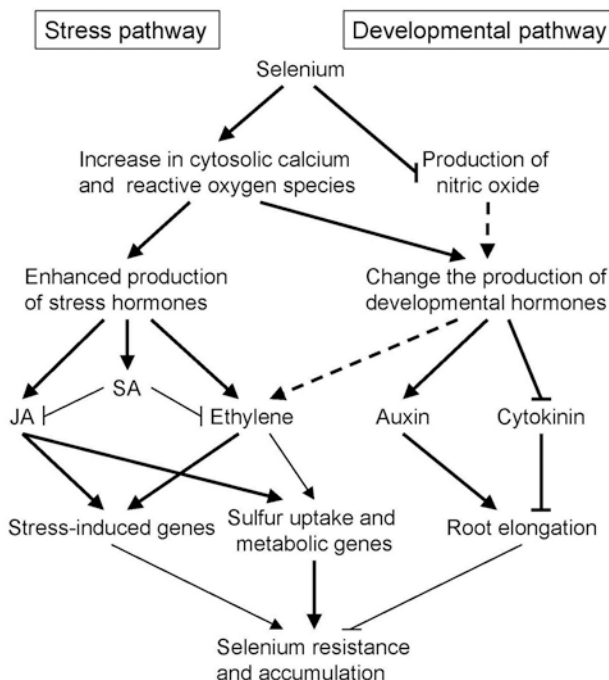 Stress pathway
Developmental pathway
Selenium
Increase in cytosolic calcium
and reactive oxygen species
Production of
nitric oxide
Enhanced production
of stress hormones
Change the production of
developmental hormones
SA
JA
Ethylene
Auxin
Cytokinin
Stress-induced genes
Sulfur uptake and
metabolic genes
Root elongation
Selenium resistance
and accumulation